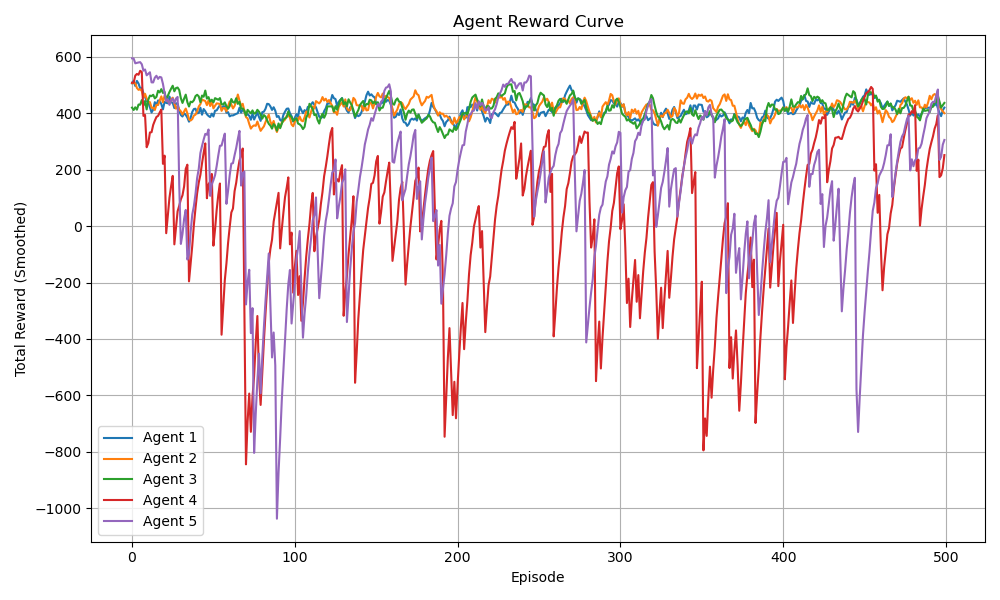 Agent Reward Curve
Total Reward (Smoothed)
600
400
200
0
−200
−400
−600
−800
−1000
Agent 1
Agent 2
Agent 3
Agent 4
Agent 5
0 100 200 300 400 500
Episode